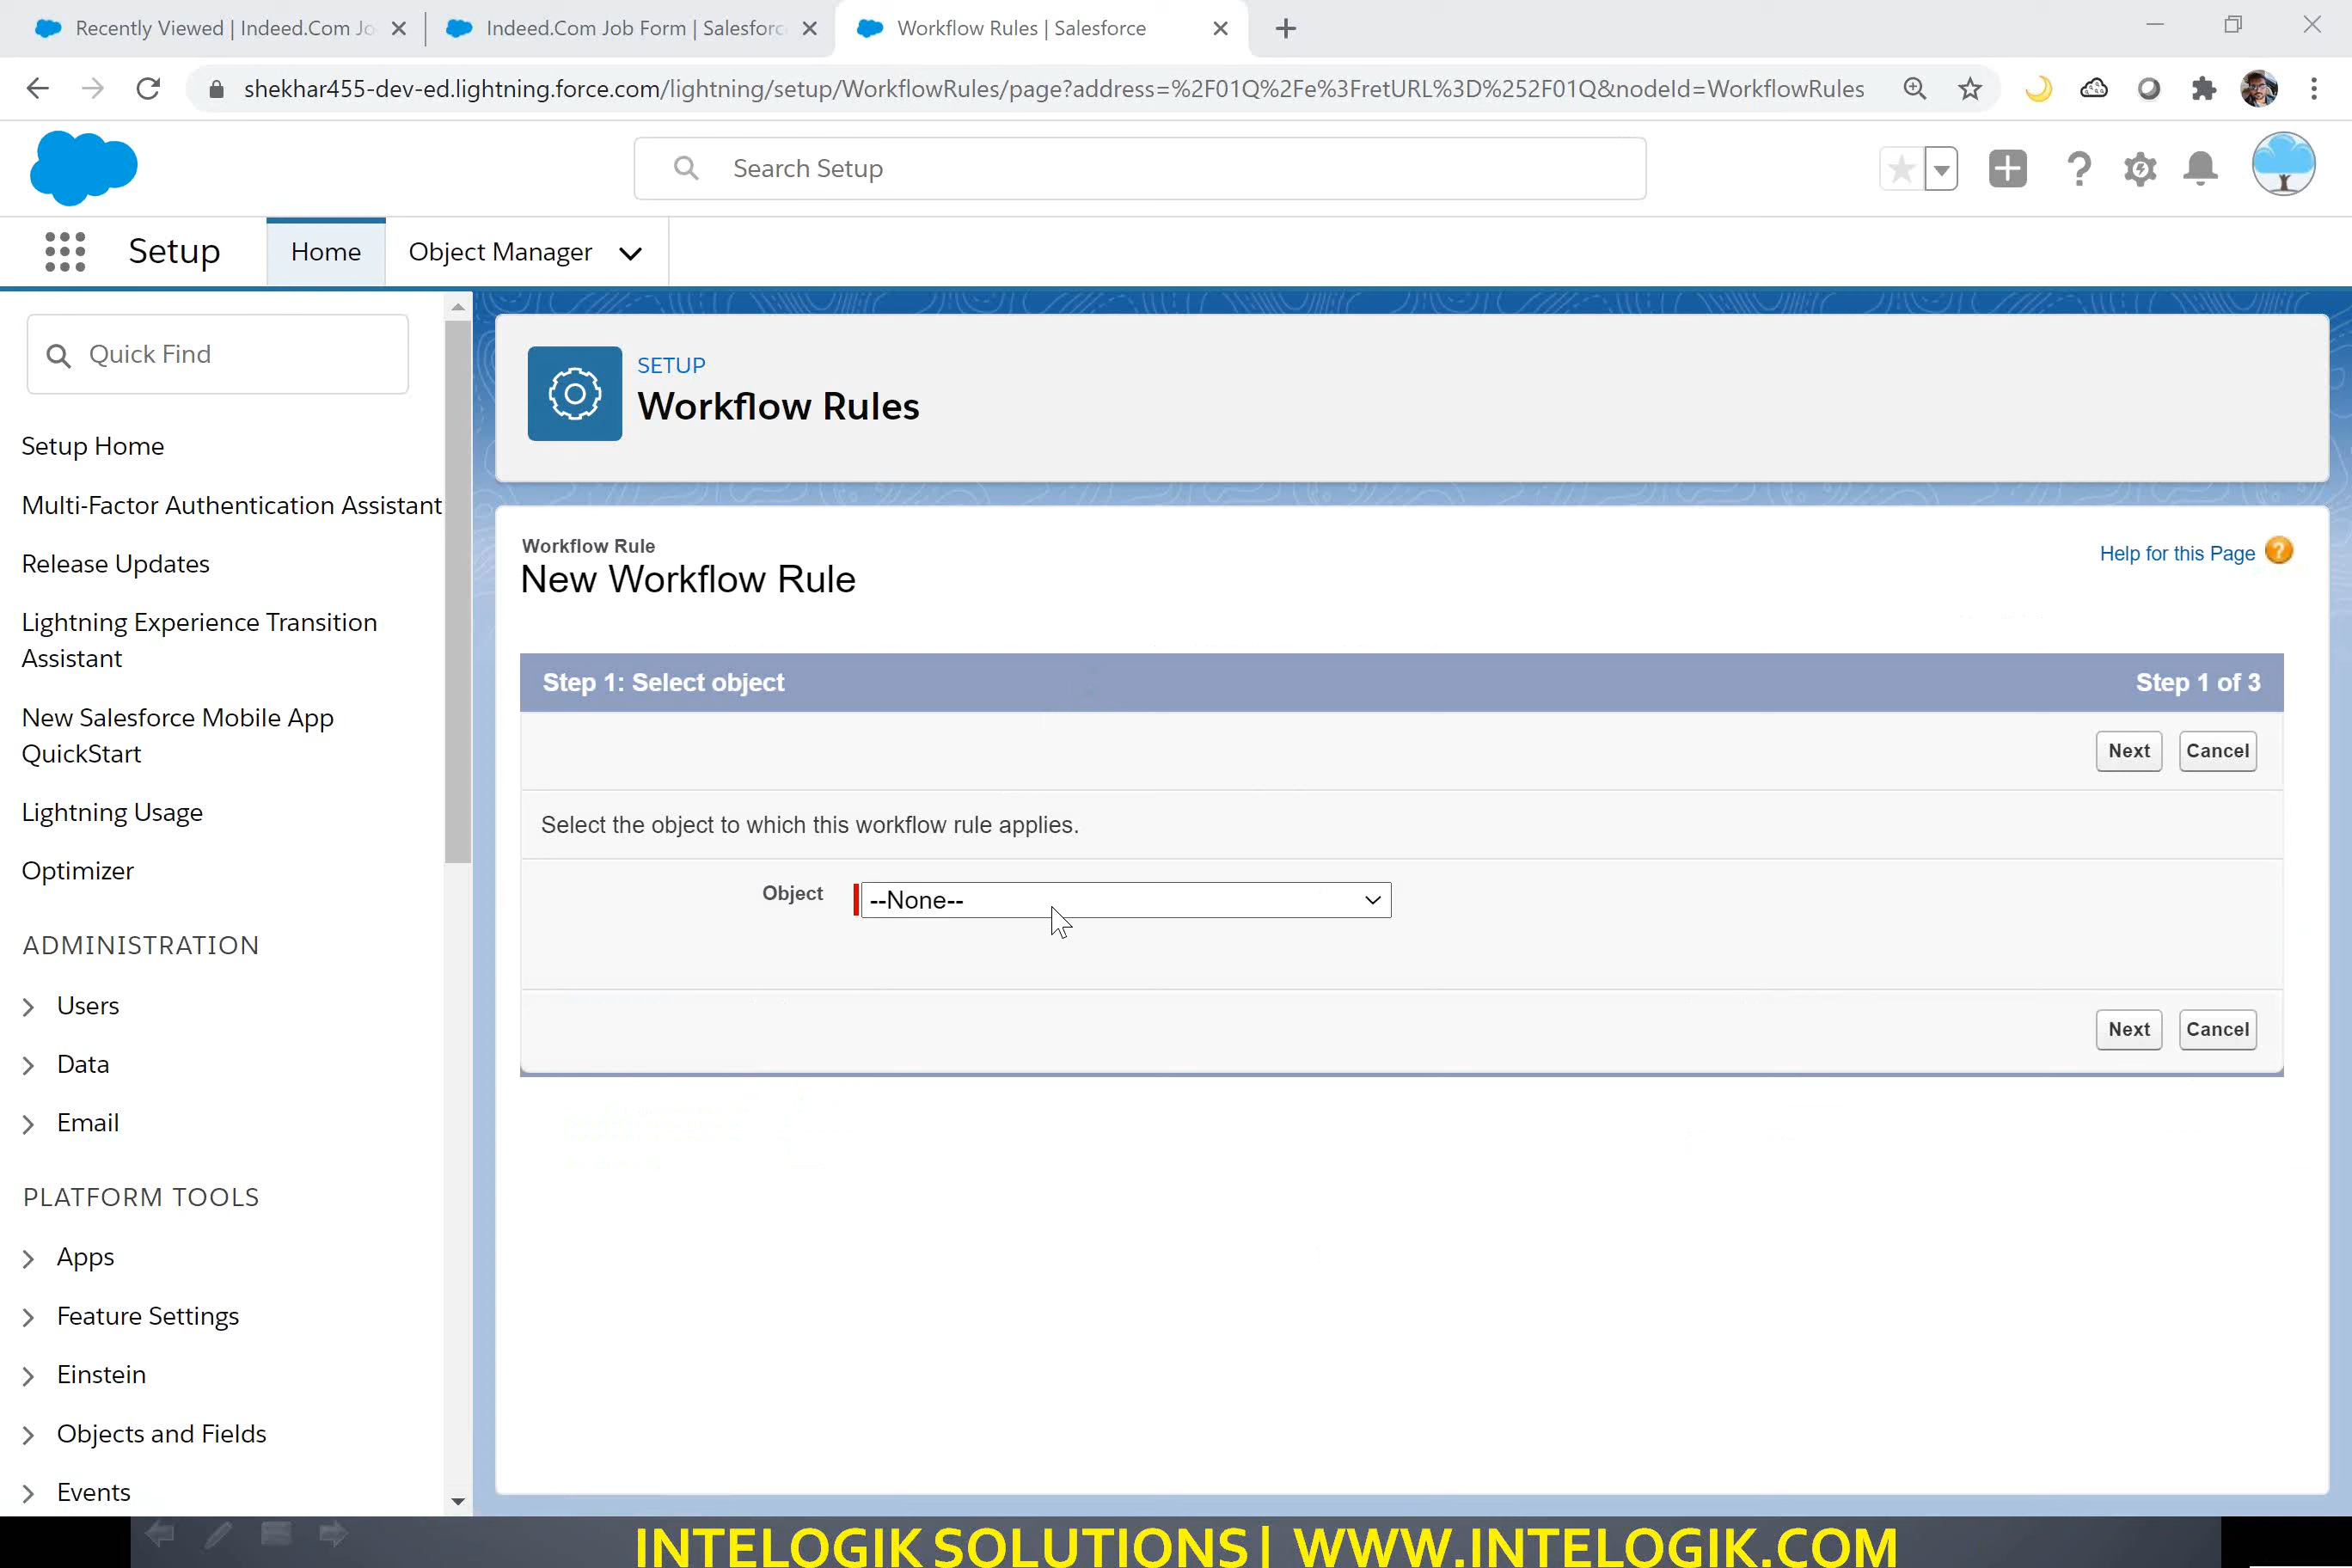 Recently Viewed | Indeed.Com Jo
Indeed.Com Job Form | Salesforc
Workflow Rules | Salesforce
shekhar455-dev-ed.lightning.force.com/lightning/setup/WorkflowRules/page?address=%2F01Q%2Fe%3FretURL%3D%252F01Q&nodeId=WorkflowRules
Search Setup
Setup
Home
Object Manager
Quick Find
Setup Home
Multi-Factor Authentication Assistant
Release Updates
Lightning Experience Transition
Assistant
New Salesforce Mobile App
QuickStart
Lightning Usage
Optimizer
ADMINISTRATION
Users
Data
Email
PLATFORM TOOLS
Apps
Feature Settings
Einstein
Objects and Fields
Events
SETUP
Workflow Rules
Workflow Rule
New Workflow Rule
Help for this Page
Step 1: Select object
Step 1 of 3
Next
Cancel
Select the object to which this workflow rule applies.
Object
--None--
Next
Cancel
INTELOGIK SOLUTIONS | WWW.INTELOGIK.COM